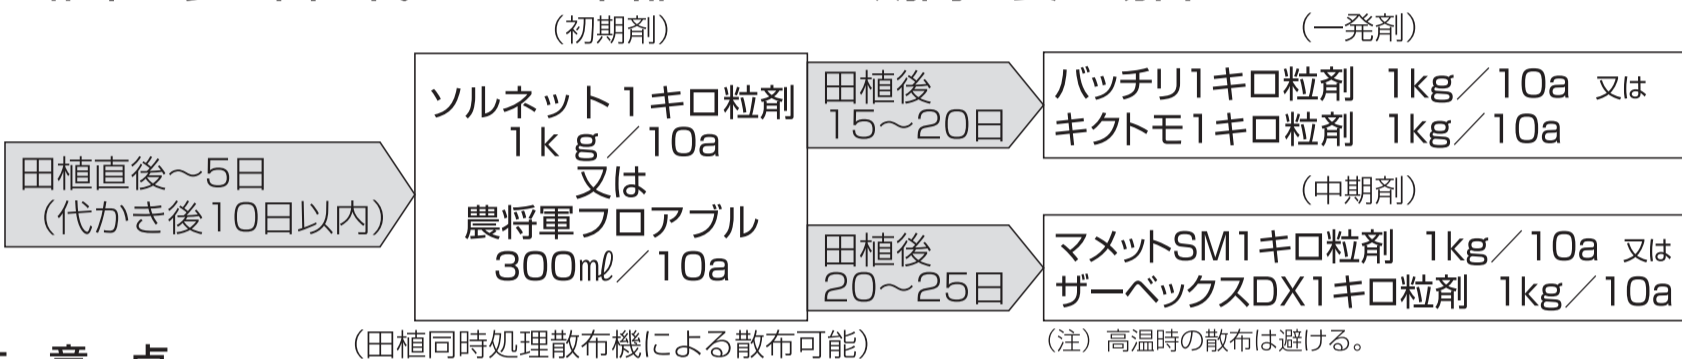 田植直後～5日
（代かき後10日以内）
（初期剤）
ソルネット1キロ粒剤
1kg／10a
又は
農将軍フロアブル
300㎖／10a
（田植同時処理散布機による散布可能）
田植後
15～20日
（一発剤）
バッチリ1キロ粒剤 1kg／10a 又は
キクトモ1キロ粒剤 1kg／10a
田植後
20～25日
（中期剤）
マメットSM1キロ粒剤 1kg／10a 又は
ザーベックスDX1キロ粒剤 1kg／10a
（注）高温時の散布は避ける。
意 点